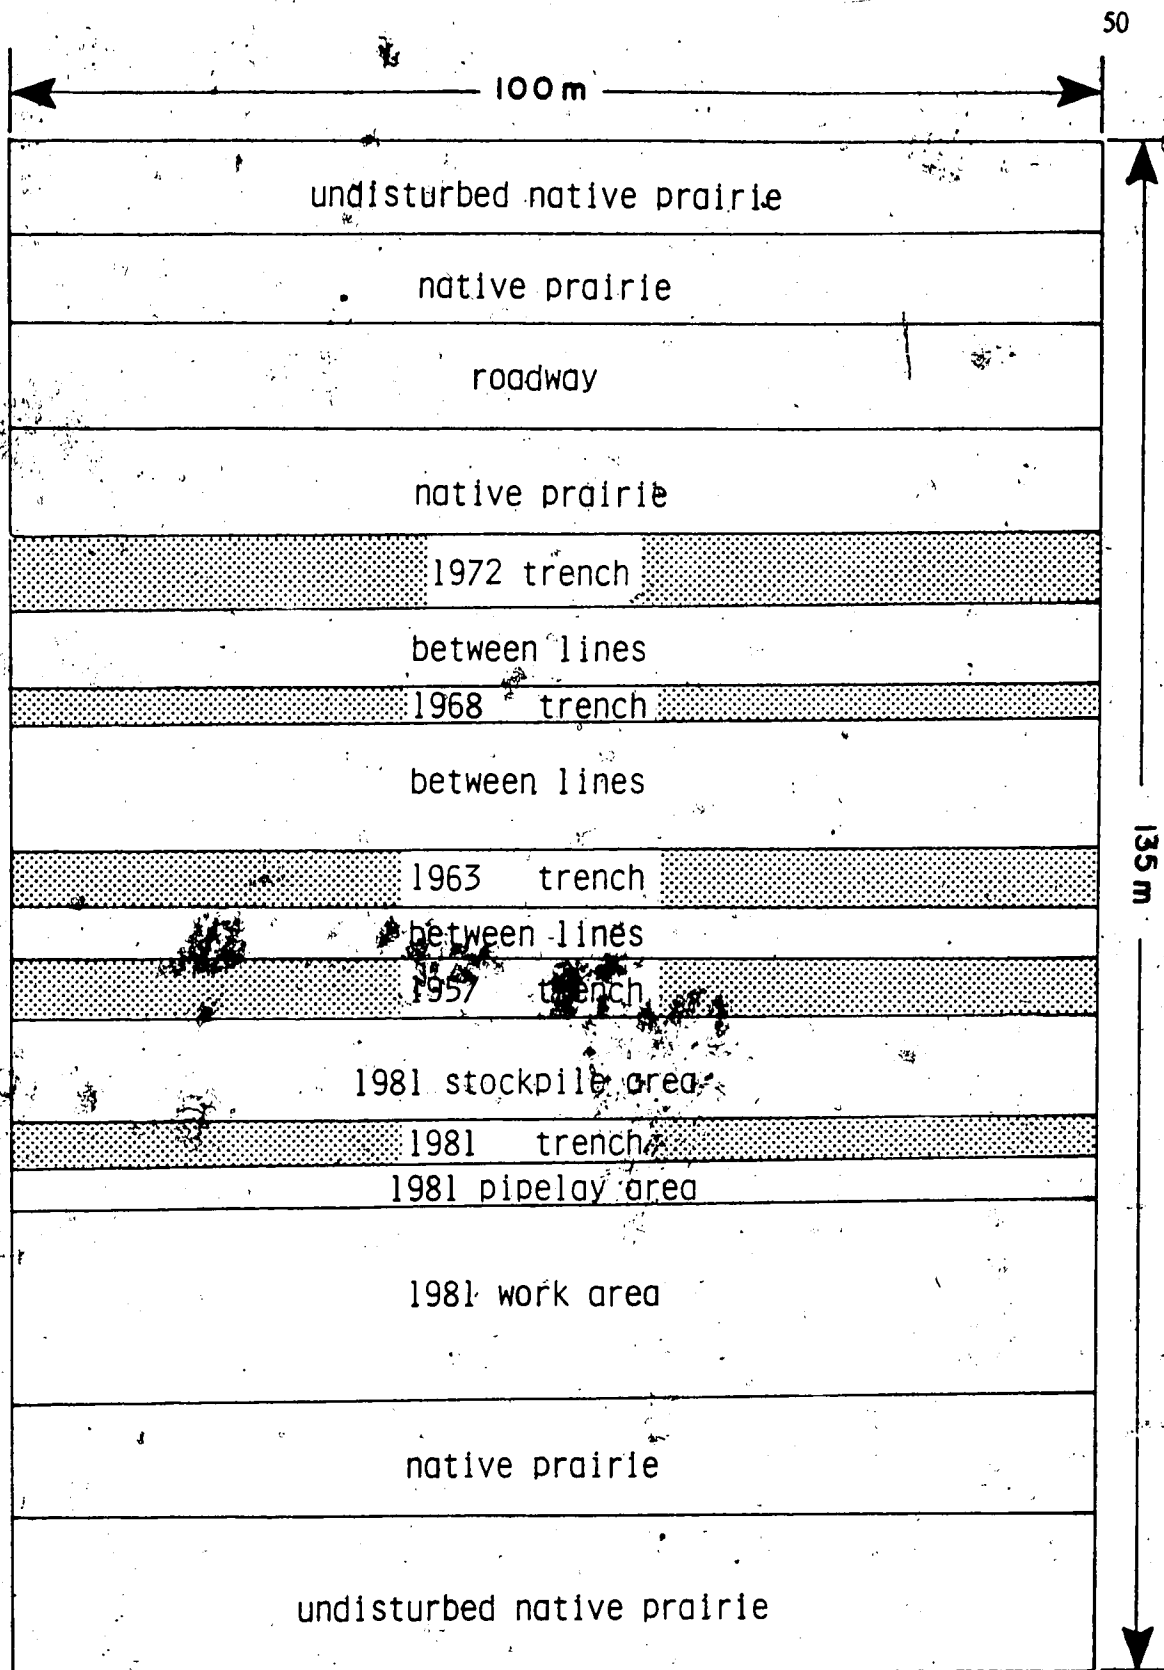 50
100 m
undisturbed native prairie
native prairie
roadway
native prairie
1972 trench
between lines
1968 trench
between lines
135 m
1963 trench
between lines
1957 trench
1981 stockpile area
1981 trench
1981 pipelay area
1981 work area
native prairie
undisturbed native prairie